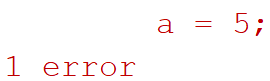 a = 5;
1 error